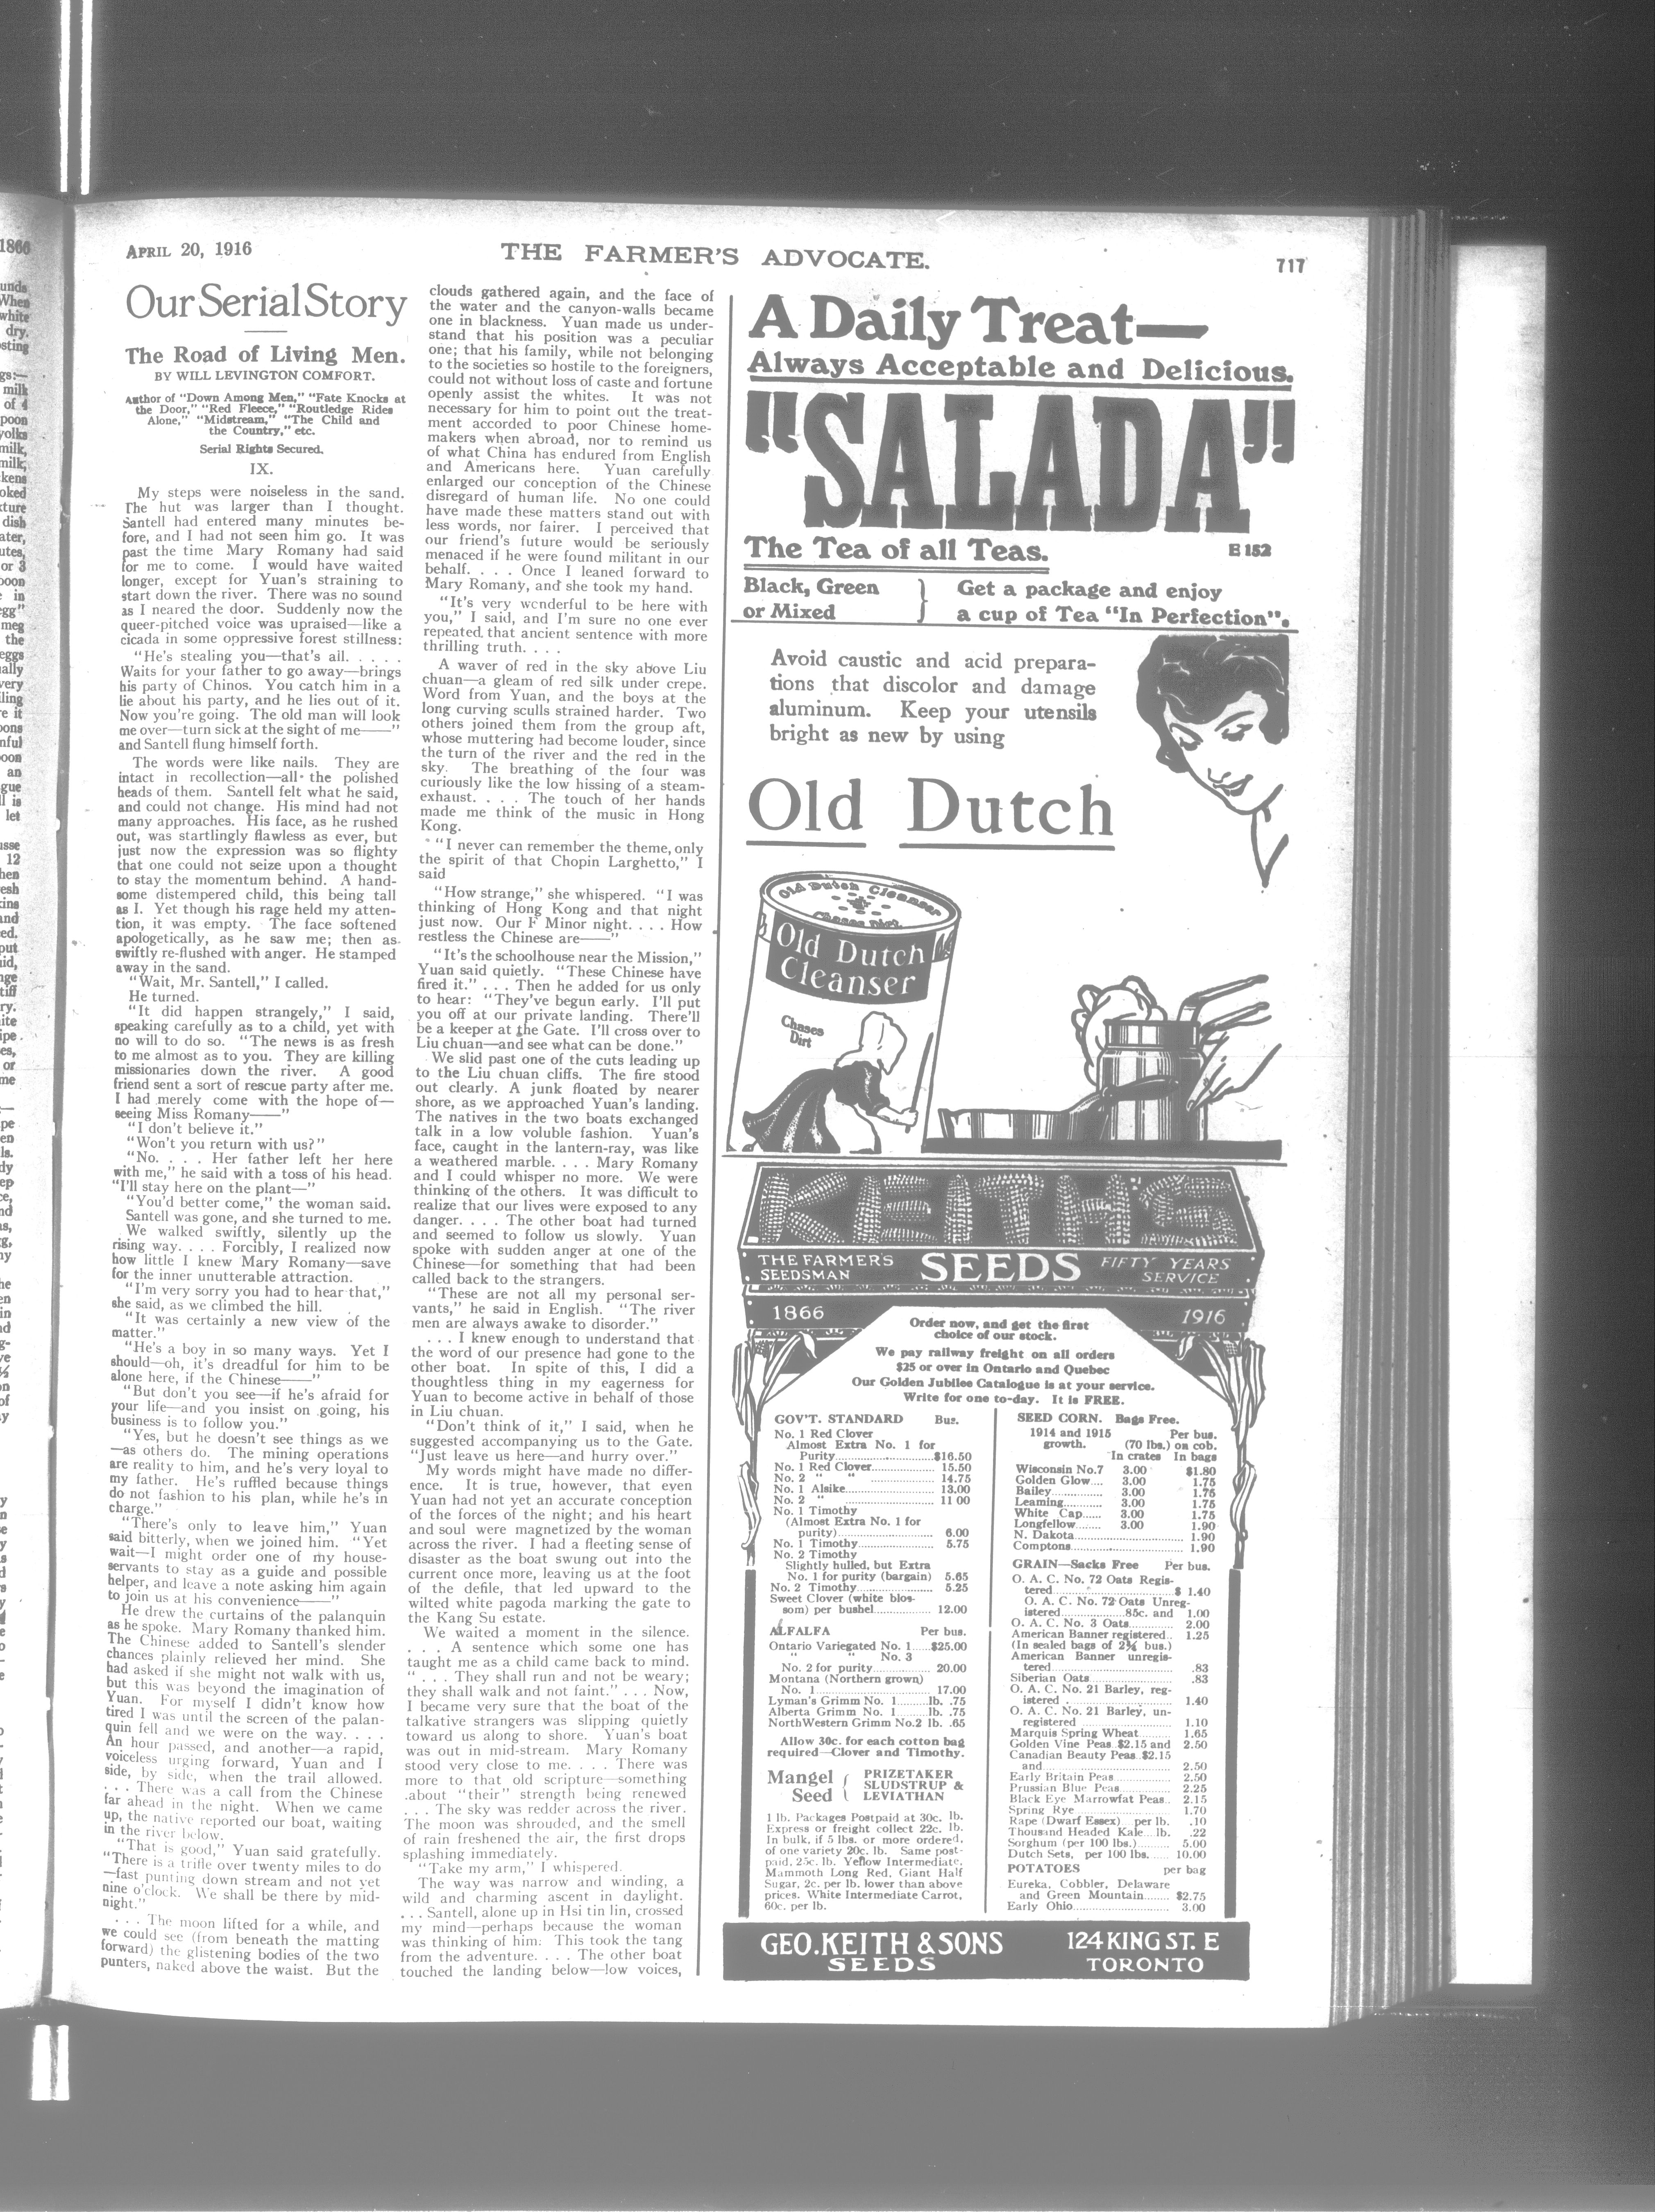 APRIL 20, 1916
THE FARMER'S ADVOCATE.
717
Our Serial Story
The Road of Living Men.
BY WILL LEVINGTON COMFORT.
Author of "Down Among Men," "Fate Knocks at
the Door," "Red Fleece," "Routledge Rides
Alone," "Midstream," "The Child and
the Country," etc.
Serial Rights Secured.
IX.
My steps were noiseless in the sand.
The hut was larger than I thought.
Santell had entered many minutes be-
fore, and I had not seen him go. It was
past the time Mary Romany had said
for me to come. I would have waited
longer, except for Yuan's straining to
start down the river. There was no sound
as I neared the door. Suddenly now the
queer-pitched voice was upraised—like a
cicada in some oppressive forest stillness:
"He's stealing you—that's all. . . . .
Waits for your father to go away—brings
his party of Chinos. You catch him in a
lie about his party, and he lies out of it.
Now you're going. The old man will look
me over—turn sick at the sight of me——"
and Santell flung himself forth.
The words were like nails. They are
intact in recollection—all the polished
heads of them. Santell felt what he said,
and could not change. His mind had not
many approaches. His face, as he rushed
out, was startlingly flawless as ever, but
just now the expression was so flighty
that one could not seize upon a thought
to stay the momentum behind. A hand-
some distempered child, this being tall
as I. Yet though his rage held my atten-
tion, it was empty. The face softened
apologetically, as he saw me; then as
swiftly re-flushed with anger. He stamped
away in the sand.
"Wait, Mr. Santell," I called.
He turned.
"It did happen strangely," I said,
speaking carefully as to a child, yet with
no will to do so. "The news is as fresh
to me almost as to you. They are killing
missionaries down the river. A good
friend sent a sort of rescue party after me.
I had merely come with the hope of—
seeing Miss Romany——"
"I don't believe it."
"Won't you return with us?"
"No. . . . Her father left her here
with me," he said with a toss of his head.
"I'll stay here on the plant—"
"You'd better come," the woman said.
Santell was gone, and she turned to me.
We walked swiftly, silently up the
rising way. . . . Forcibly, I realized now
how little I knew Mary Romany—save
for the inner unutterable attraction.
"I'm very sorry you had to hear that,"
she said, as we climbed the hill.
"It was certainly a new view of the
matter."
"He's a boy in so many ways. Yet I
should—oh, it's dreadful for him to be
alone here, if the Chinese——"
"But don't you see—if he's afraid for
your life—and you insist on going, his
business is to follow you."
"Yes, but he doesn't see things as we
—as others do. The mining operations
are reality to him, and he's very loyal to
my father. He's ruffled because things
do not fashion to his plan, while he's in
charge."
"There's only to leave him," Yuan
said bitterly, when we joined him. "Yet
wait—I might order one of my house-
servants to stay as a guide and possible
helper, and leave a note asking him again
to join us at his convenience——"
He drew the curtains of the palanquin
as he spoke. Mary Romany thanked him.
The Chinese added to Santell's slender
chances plainly relieved her mind. She
had asked if she might not walk with us,
but this was beyond the imagination of
Yuan. For myself I didn't know how
tired I was until the screen of the palan-
quin fell and we were on the way. . . .
An hour passed, and another—a rapid,
voiceless urging forward, Yuan and I
side, by side, when the trail allowed.
. . . There was a call from the Chinese
far ahead in the night. When we came
up, the native reported our boat, waiting
in the river below.
"That is good," Yuan said gratefully.
"There is a trifle over twenty miles to do
—fast punting down stream and not yet
nine o'clock. We shall be there by mid-
night."
. . . The moon lifted for a while, and
we could see (from beneath the matting
forward) the glistening bodies of the two
punters, naked above the waist. But the
clouds gathered again, and the face of
the water and the canyon-walls became
one in blackness. Yuan made us under-
stand that his position was a peculiar
one; that his family, while not belonging
to the societies so hostile to the foreigners,
could not without loss of caste and fortune
openly assist the whites. It was not
necessary for him to point out the treat-
ment accorded to poor Chinese home-
makers when abroad, nor to remind us
of what China has endured from English
and Americans here. Yuan carefully
enlarged our conception of the Chinese
disregard of human life. No one could
have made these matters stand out with
less words, nor fairer. I perceived that
our friend's future would be seriously
menaced if he were found militant in our
behalf. . . . Once I leaned forward to
Mary Romany, and she took my hand.
"It's very wonderful to be here with
you," I said, and I'm sure no one ever
repeated that ancient sentence with more
thrilling truth. . . .
A waver of red in the sky above Liu
chuan—a gleam of red silk under crepe.
Word from Yuan, and the boys at the
long curving sculls strained harder. Two
others joined them from the group aft,
whose muttering had become louder, since
the turn of the river and the red in the
sky. The breathing of the four was
curiously like the low hissing of a steam-
exhaust. . . . The touch of her hands
made me think of the music in Hong
Kong.
"I never can remember the theme, only
the spirit of that Chopin Larghetto," I
said
"How strange," she whispered. "I was
thinking of Hong Kong and that night
just now. Our F Minor night. . . . How
restless the Chinese are——"
"It's the schoolhouse near the Mission,"
Yuan said quietly. "These Chinese have
fired it." . . . Then he added for us only
to hear: "They've begun early. I'll put
you off at our private landing. There'll
be a keeper at the Gate. I'll cross over to
Liu chuan—and see what can be done."
We slid past one of the cuts leading up
to the Liu chuan cliffs. The fire stood
out clearly. A junk floated by nearer
shore, as we approached Yuan's landing.
The natives in the two boats exchanged
talk in a low voluble fashion. Yuan's
face, caught in the lantern-ray, was like
a weathered marble. . . . Mary Romany
and I could whisper no more. We were
thinking of the others. It was difficult to
realize that our lives were exposed to any
danger. . . . The other boat had turned
and seemed to follow us slowly. Yuan
spoke with sudden anger at one of the
Chinese—for something that had been
called back to the strangers.
"These are not all my personal ser-
vants," he said in English. "The river
men are always awake to disorder."
. . . I knew enough to understand that
the word of our presence had gone to the
other boat. In spite of this, I did a
thoughtless thing in my eagerness for
Yuan to become active in behalf of those
in Liu chuan.
"Don't think of it," I said, when he
suggested accompanying us to the Gate.
"Just leave us here—and hurry over."
My words might have made no differ-
ence. It is true, however, that even
Yuan had not yet an accurate conception
of the forces of the night; and his heart
and soul were magnetized by the woman
across the river. I had a fleeting sense of
disaster as the boat swung out into the
current once more, leaving us at the foot
of the defile, that led upward to the
wilted white pagoda marking the gate to
the Kang Su estate.
We waited a moment in the silence.
. . . A sentence which some one has
taught me as a child came back to mind.
" . . . They shall run and not be weary;
they shall walk and not faint." . . . Now,
I became very sure that the boat of the
talkative strangers was slipping quietly
toward us along to shore. Yuan's boat
was out in mid-stream. Mary Romany
stood very close to me. . . . There was
more to that old scripture—something
about "their" strength being renewed
. . . The sky was redder across the river.
The moon was shrouded, and the smell
of rain freshened the air, the first drops
splashing immediately.
"Take my arm," I whispered.
The way was narrow and winding, a
wild and charming ascent in daylight.
. . . Santell, alone up in Hsi tin lin, crossed
my mind—perhaps because the woman
was thinking of him: This took the tang
from the adventure. . . . The other boat
touched the landing below—low voices,
A Daily Treat—
Always Acceptable and Delicious.
"SALADA"
The Tea of all Teas.
E 152
Black, Green
or Mixed
Get a package and enjoy
a cup of Tea "In Perfection".
Avoid caustic and acid prepara-
tions that discolor and damage
aluminum. Keep your utensils
bright as new by using
Old Dutch
Old Dutch Cleanser
Chases Dirt
Old Dutch
Cleanser
Chases
Dirt
KEITH'S
THE FARMER'S
SEEDSMAN
SEEDS
FIFTY YEARS
SERVICE
1866
1916
Order now, and get the first
choice of our stock.
We pay railway freight on all orders
$25 or over in Ontario and Quebec
Our Golden Jubilee Catalogue is at your service.
Write for one to-day. It is FREE.
GOV'T. STANDARD Bus.
No. 1 Red Clover
Almost Extra No. 1 for
Purity $16.50
No. 1 Red Clover 15.50
No. 2 " " 14.75
No. 1 Alsike 13.00
No. 2 " 11 00
No. 1 Timothy
(Almost Extra No. 1 for
purity) 6.00
No. 1 Timothy 5.75
No. 2 Timothy
Slightly hulled, but Extra
No. 1 for purity (bargain) 5.65
No. 2 Timothy 5.25
Sweet Clover (white blos-
som) per bushel 12.00
ALFALFA Per bus.
Ontario Variegated No. 1 $25.00
" " No. 3
No. 2 for purity 20.00
Montana (Northern grown)
No. 1 17.00
Lyman's Grimm No. 1 lb. .75
Alberta Grimm No. 1 lb. .75
NorthWestern Grimm No.2 lb. .65
Allow 30c. for each cotton bag
required—Clover and Timothy.
Mangel
Seed
PRIZETAKER
SLUDSTRUP &
LEVIATHAN
1 lb. Packages Postpaid at 30c. lb.
Express or freight collect 22c. lb.
In bulk, if 5 lbs. or more ordered,
of one variety 20c. lb. Same post-
paid, 25c. lb. Yellow Intermediate,
Mammoth Long Red, Giant Half
Sugar, 2c. per lb. lower than above
prices. White Intermediate Carrot,
60c. per lb.
SEED CORN. Bags Free.
1914 and 1915 Per bus.
growth. (70 lbs.) on cob.
In crates In bags
Wisconsin No.7 3.00 $1.80
Golden Glow 3.00 1.75
Bailey 3.00 1.75
Leaming 3.00 1.75
White Cap 3.00 1.75
Longfellow 3.00 1.90
N. Dakota 1.90
Comptons 1.90
GRAIN—Sacks Free Per bus.
O. A. C. No. 72 Oats Regis-
tered $ 1.40
O. A. C. No. 72 Oats Unreg-
istered 85c. and 1.00
O. A. C. No. 3 Oats 2.00
American Banner registered 1.25
(In sealed bags of 2¾ bus.)
American Banner unregis-
tered .83
Siberian Oats .83
O. A. C. No. 21 Barley, reg-
istered 1.40
O. A. C. No. 21 Barley, un-
registered 1.10
Marquis Spring Wheat 1.65
Golden Vine Peas $2.15 and 2.50
Canadian Beauty Peas $2.15
and 2.50
Early Britain Peas 2.50
Prussian Blue Peas 2.25
Black Eye Marrowfat Peas 2.15
Spring Rye 1.70
Rape (Dwarf Essex) per lb. .10
Thousand Headed Kale lb. .22
Sorghum (per 100 lbs.) 5.00
Dutch Sets, per 100 lbs. 10.00
POTATOES per bag
Eureka, Cobbler, Delaware
and Green Mountain $2.75
Early Ohio 3.00
GEO. KEITH & SONS
SEEDS
124 KING ST. E
TORONTO